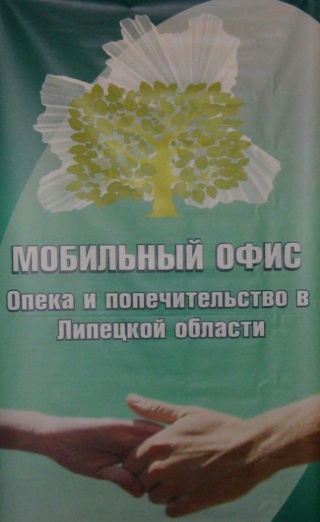 МОБИЛЬНЫЙ ОФИС
Опека и попечительство в
Липецкой области